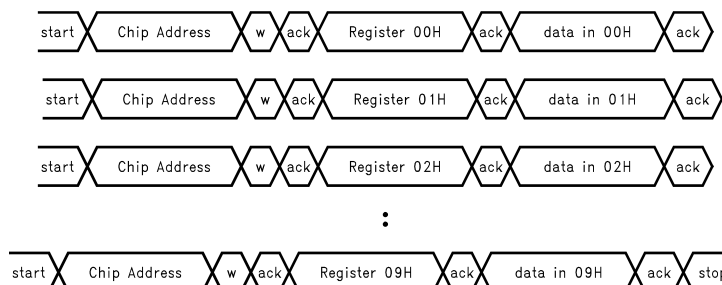 start Chip Address w ack Register 00H ack data in 00H ack
start Chip Address w ack Register 01H ack data in 01H ack
start Chip Address w ack Register 02H ack data in 02H ack
:
start Chip Address w ack Register 09H ack data in 09H ack stop